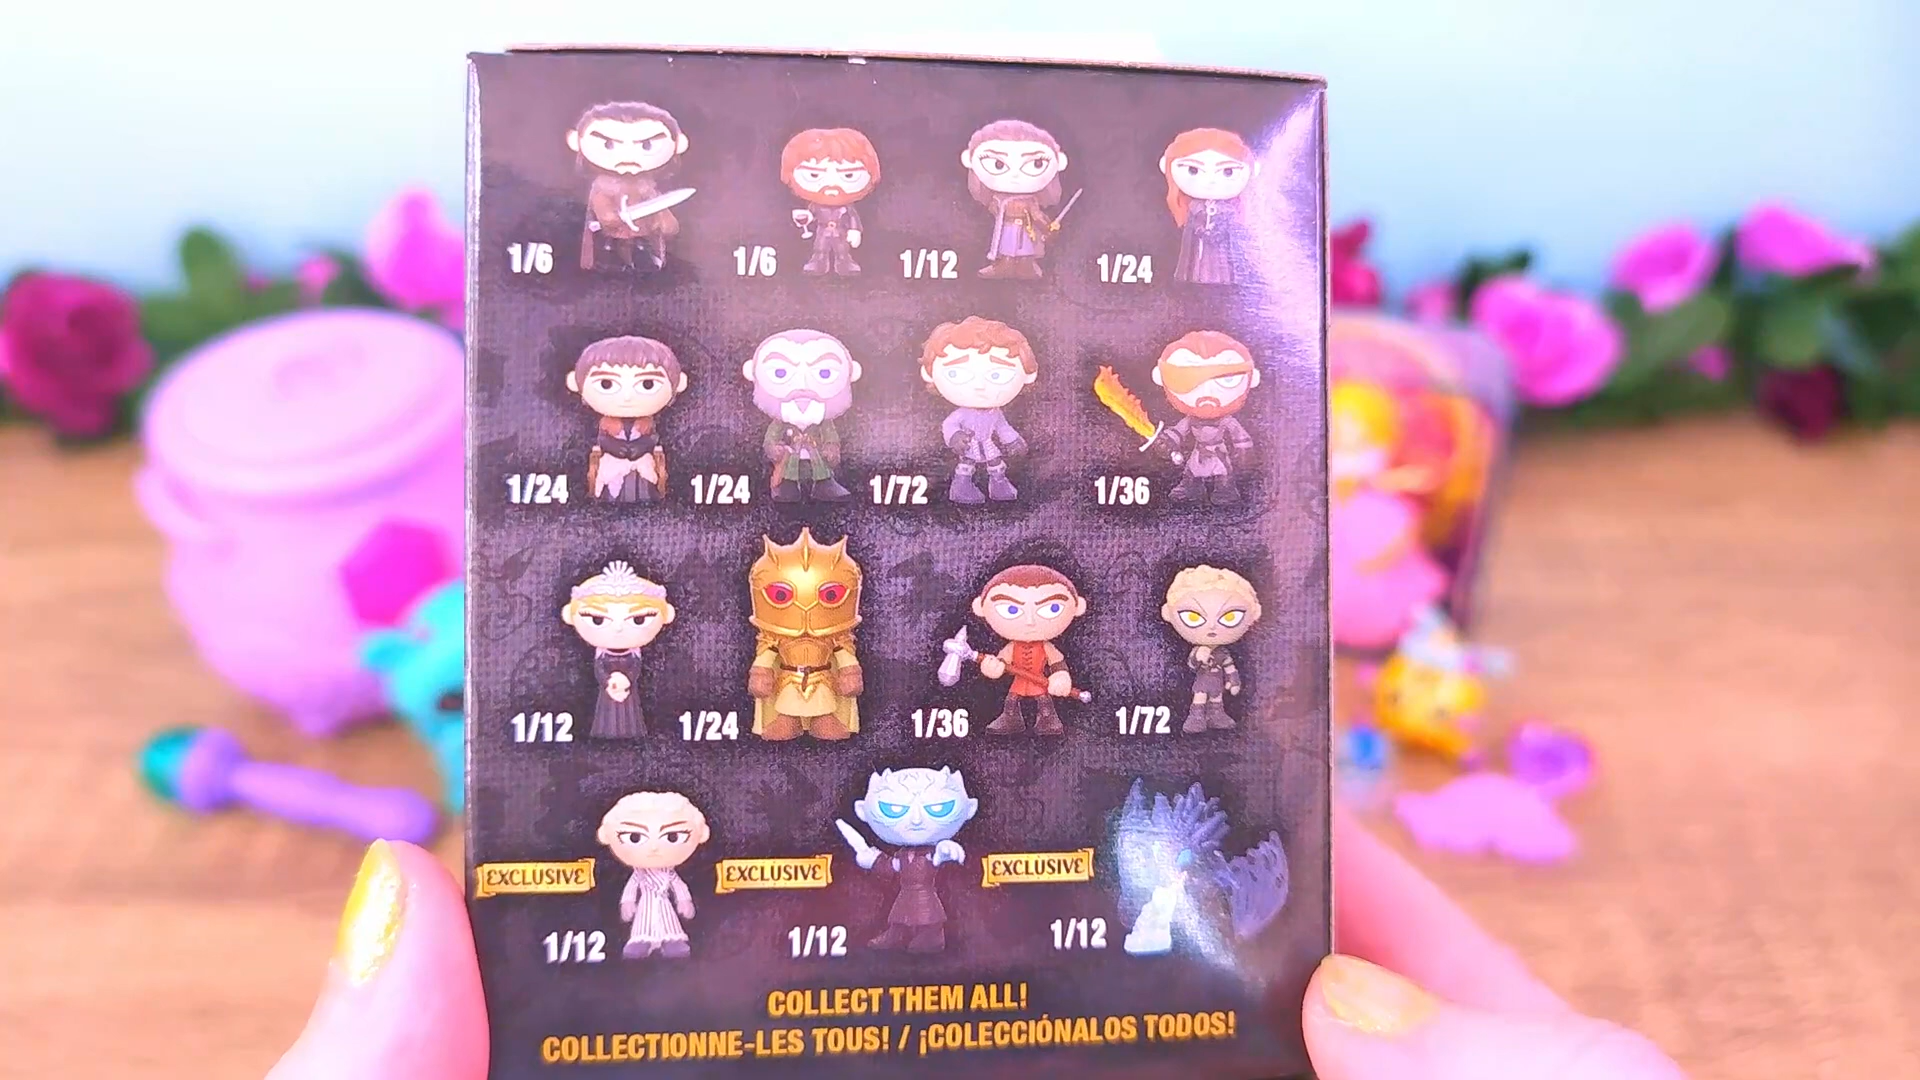 1/6 1/6 1/12 1/24
1/24 1/24 1/72 1/36
1/12 1/24 1/36 1/72
EXCLUSIVE EXCLUSIVE EXCLUSIVE
1/12 1/12 1/12
COLLECT THEM ALL!
COLLECTIONNE-LES TOUS! / ¡COLECCIÓNALOS TODOS!